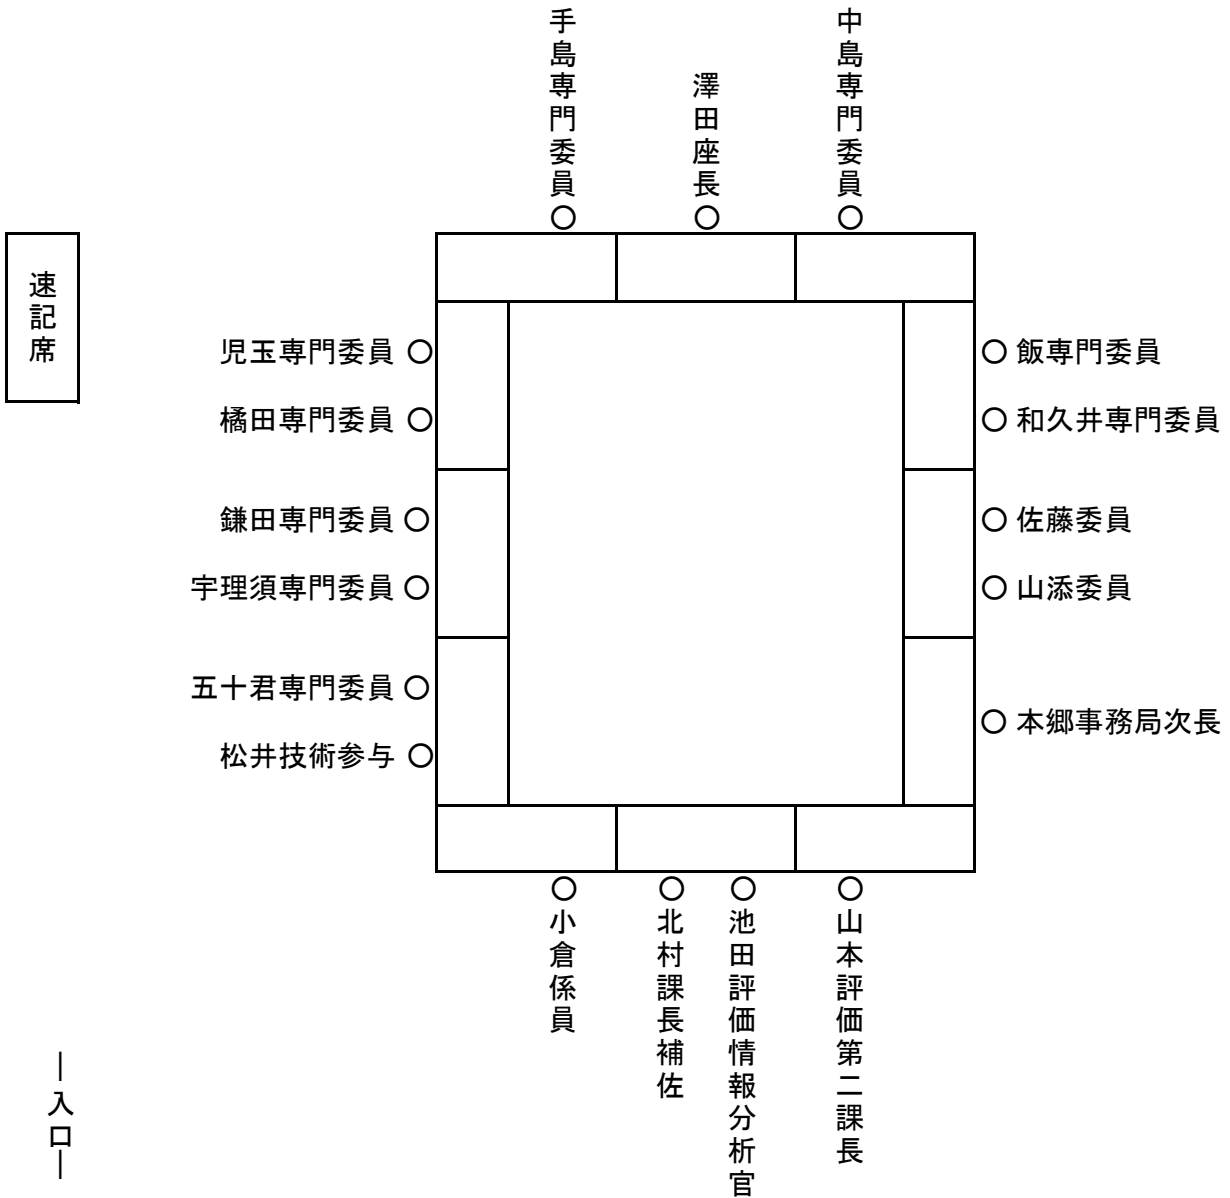 手島専門委員
澤田座長
中島専門委員
速記席
児玉専門委員
飯専門委員
橘田専門委員
和久井専門委員
鎌田専門委員
佐藤委員
宇理須専門委員
山添委員
五十君専門委員
本郷事務局次長
松井技術参与
小倉係員
北村課長補佐
池田評価情報分析官
山本評価第二課長
入口